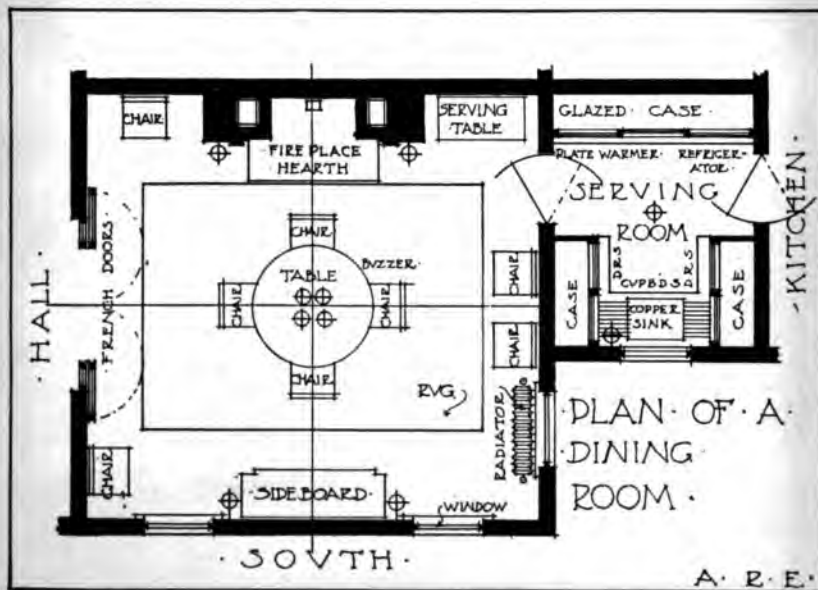 CHAIR
SERVING
TABLE
GLAZED · CASE ·
FIRE PLACE
HEARTH
PLATE WARMER ·
REFRIGER-
ATOR ·
SERVING
ROOM
· KITCHEN ·
· HALL ·
FRENCH DOORS
CHAIR
TABLE
BVZZER ·
CHAIR
CHAIR
CHAIR
CHAIR
CHAIR
DRS
DRS
CVPBDS
CASE
COPPER
SINK
CASE
RVG
RADIATOR
CHAIR
SIDEBOARD ·
WINDOW
· SOVTH ·
· PLAN · OF · A ·
· DINING ·
ROOM ·
A · R · E ·